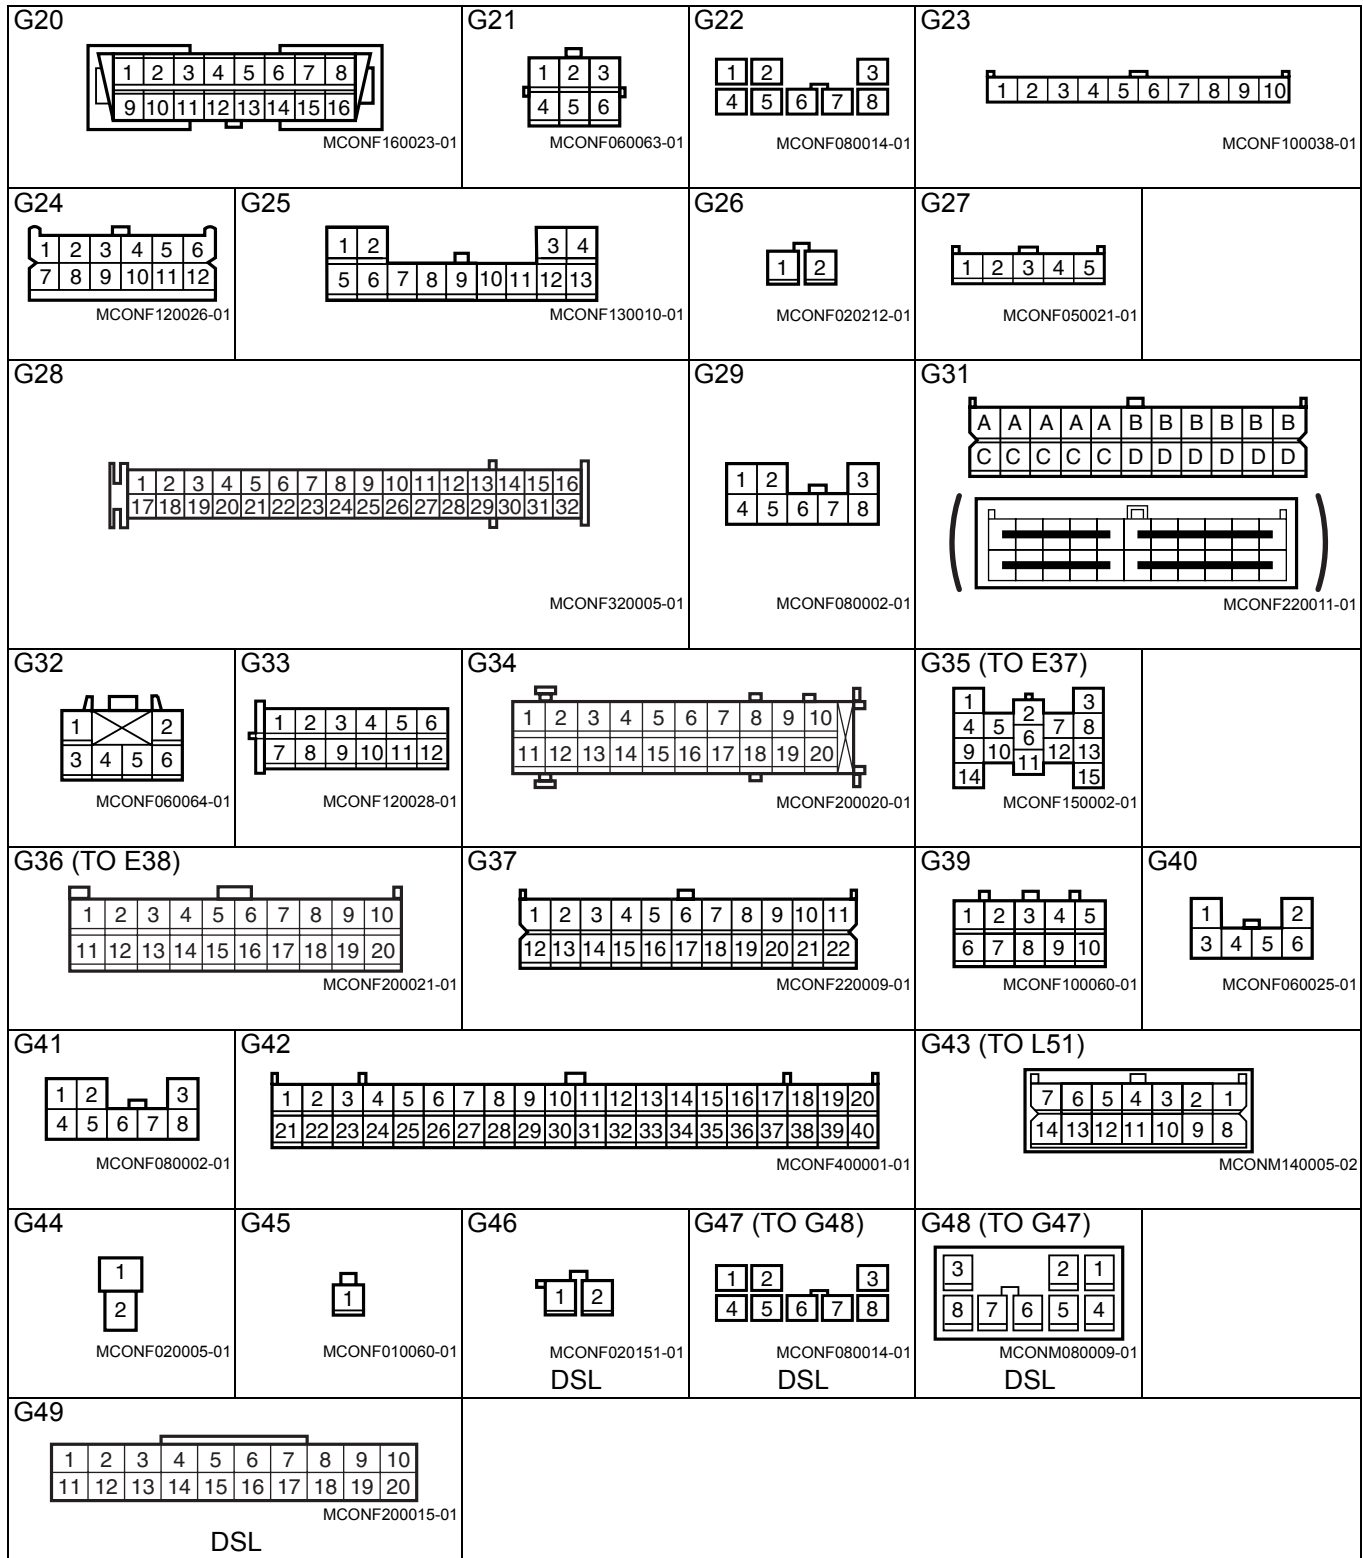 G20
1 2 3 4 5 6 7 8
9 10 11 12 13 14 15 16
MCONF160023-01
G21
1 2 3
4 5 6
MCONF060063-01
G22
1 2 3
4 5 6 7 8
MCONF080014-01
G23
1 2 3 4 5 6 7 8 9 10
MCONF100038-01
G24
1 2 3 4 5 6
7 8 9 10 11 12
MCONF120026-01
G25
1 2 3 4
5 6 7 8 9 10 11 12 13
MCONF130010-01
G26
1 2
MCONF020212-01
G27
1 2 3 4 5
MCONF050021-01
G28
1 2 3 4 5 6 7 8 9 10 11 12 13 14 15 16
17 18 19 20 21 22 23 24 25 26 27 28 29 30 31 32
MCONF320005-01
G29
1 2 3
4 5 6 7 8
MCONF080002-01
G31
A A A A A B B B B B B
C C C C C D D D D D D
MCONF220011-01
G32
1 2
3 4 5 6
MCONF060064-01
G33
1 2 3 4 5 6
7 8 9 10 11 12
MCONF120028-01
G34
1 2 3 4 5 6 7 8 9 10
11 12 13 14 15 16 17 18 19 20
MCONF200020-01
G35 (TO E37)
1 2 3
4 5 6 7 8
9 10 11 12 13
14 15
MCONF150002-01
G36 (TO E38)
1 2 3 4 5 6 7 8 9 10
11 12 13 14 15 16 17 18 19 20
MCONF200021-01
G37
1 2 3 4 5 6 7 8 9 10 11
12 13 14 15 16 17 18 19 20 21 22
MCONF220009-01
G39
1 2 3 4 5
6 7 8 9 10
MCONF100060-01
G40
1 2
3 4 5 6
MCONF060025-01
G41
1 2 3
4 5 6 7 8
MCONF080002-01
G42
1 2 3 4 5 6 7 8 9 10 11 12 13 14 15 16 17 18 19 20
21 22 23 24 25 26 27 28 29 30 31 32 33 34 35 36 37 38 39 40
MCONF400001-01
G43 (TO L51)
7 6 5 4 3 2 1
14 13 12 11 10 9 8
MCONM140005-02
G44
1
2
MCONF020005-01
G45
1
MCONF010060-01
G46
1 2
MCONF020151-01
DSL
G47 (TO G48)
1 2 3
4 5 6 7 8
MCONF080014-01
DSL
G48 (TO G47)
3 2 1
8 7 6 5 4
MCONM080009-01
DSL
G49
1 2 3 4 5 6 7 8 9 10
11 12 13 14 15 16 17 18 19 20
MCONF200015-01
DSL